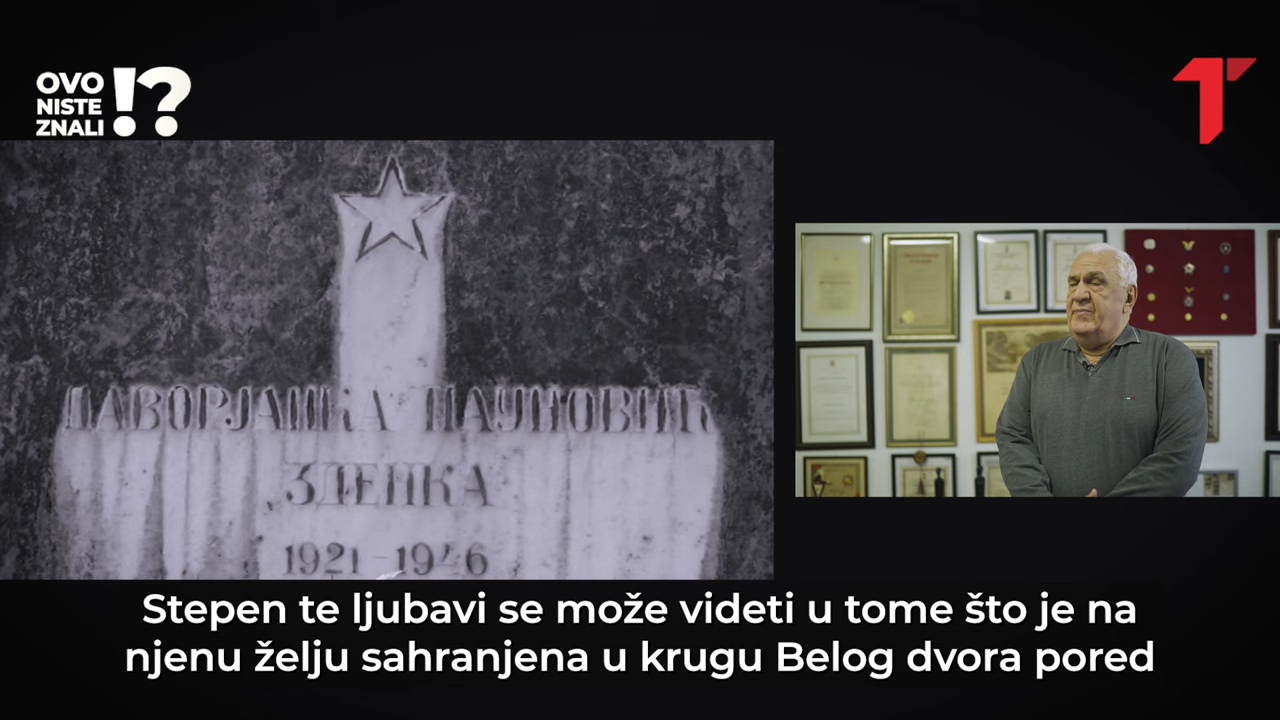 OVO
NISTE
ZNALI !?
ДАВОРЈАНКА ПАУНОВИЋ
„ЗДЕНКА
1921-1946
Stepen te ljubavi se može videti u tome što je na
njenu želju sahranjena u krugu Belog dvora pored